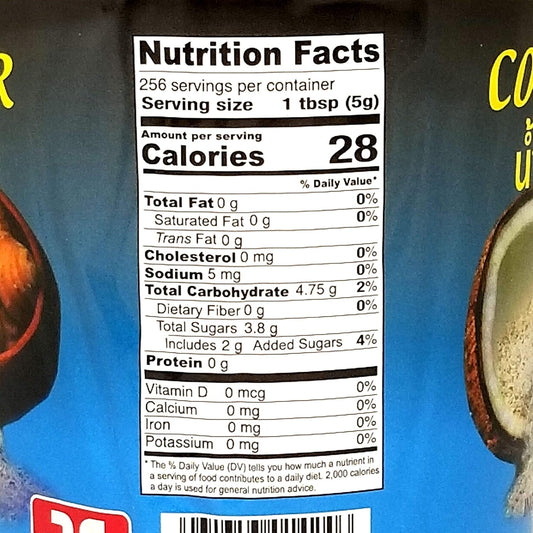 Nutrition Facts
256 servings per container
Serving size 1 tbsp (5g)
Amount per serving
Calories 28
% Daily Value*
Total Fat 0 g 0%
Saturated Fat 0 g 0%
Trans Fat 0 g
Cholesterol 0 mg 0%
Sodium 5 mg 0%
Total Carbohydrate 4.75 g 2%
Dietary Fiber 0 g 0%
Total Sugars 3.8 g
Includes 2 g Added Sugars 4%
Protein 0 g
Vitamin D 0 mcg 0%
Calcium 0 mg 0%
Iron 0 mg 0%
Potassium 0 mg 0%
* The % Daily Value (DV) tells you how much a nutrient in
a serving of food contributes to a daily diet. 2,000 calories
a day is used for general nutrition advice.
R
CO